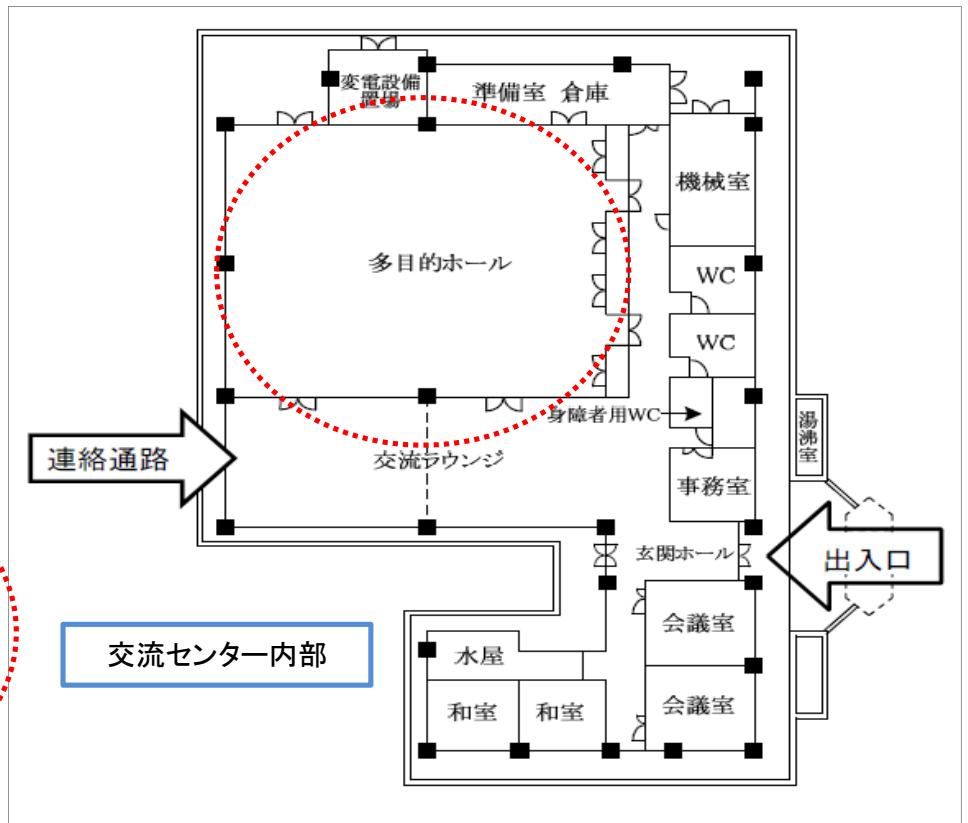 変電設備
置場
準備室 倉庫
機械室
多目的ホール
WC
WC
身障者用WC
湯沸室
連絡通路
交流ラウンジ
事務室
玄関ホール
出入口
会議室
交流センター内部
水屋
和室
和室
会議室